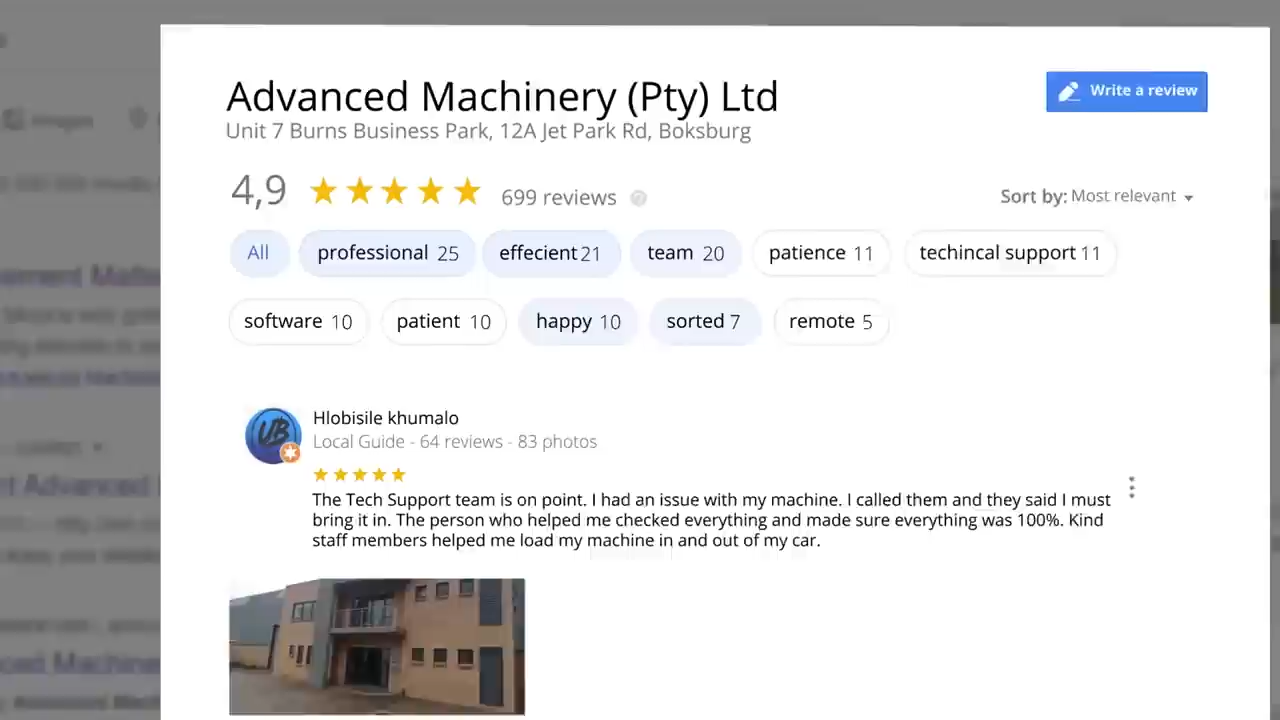 Advanced Machinery (Pty) Ltd
Write a review
Unit 7 Burns Business Park, 12A Jet Park Rd, Boksburg
4,9 699 reviews
Sort by: Most relevant
All professional 25 effecient 21 team 20 patience 11 techincal support 11
software 10 patient 10 happy 10 sorted 7 remote 5
Hlobisile khumalo
Local Guide - 64 reviews - 83 photos
The Tech Support team is on point. I had an issue with my machine. I called them and they said I must
bring it in. The person who helped me checked everything and made sure everything was 100%. Kind
staff members helped me load my machine in and out of my car.